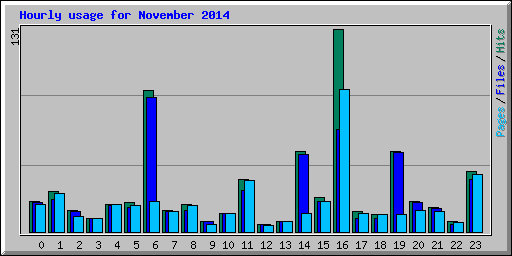 Hourly usage for November 2014
131
Pages/Files/Hits
0 1 2 3 4 5 6 7 8 9 10 11 12 13 14 15 16 17 18 19 20 21 22 23